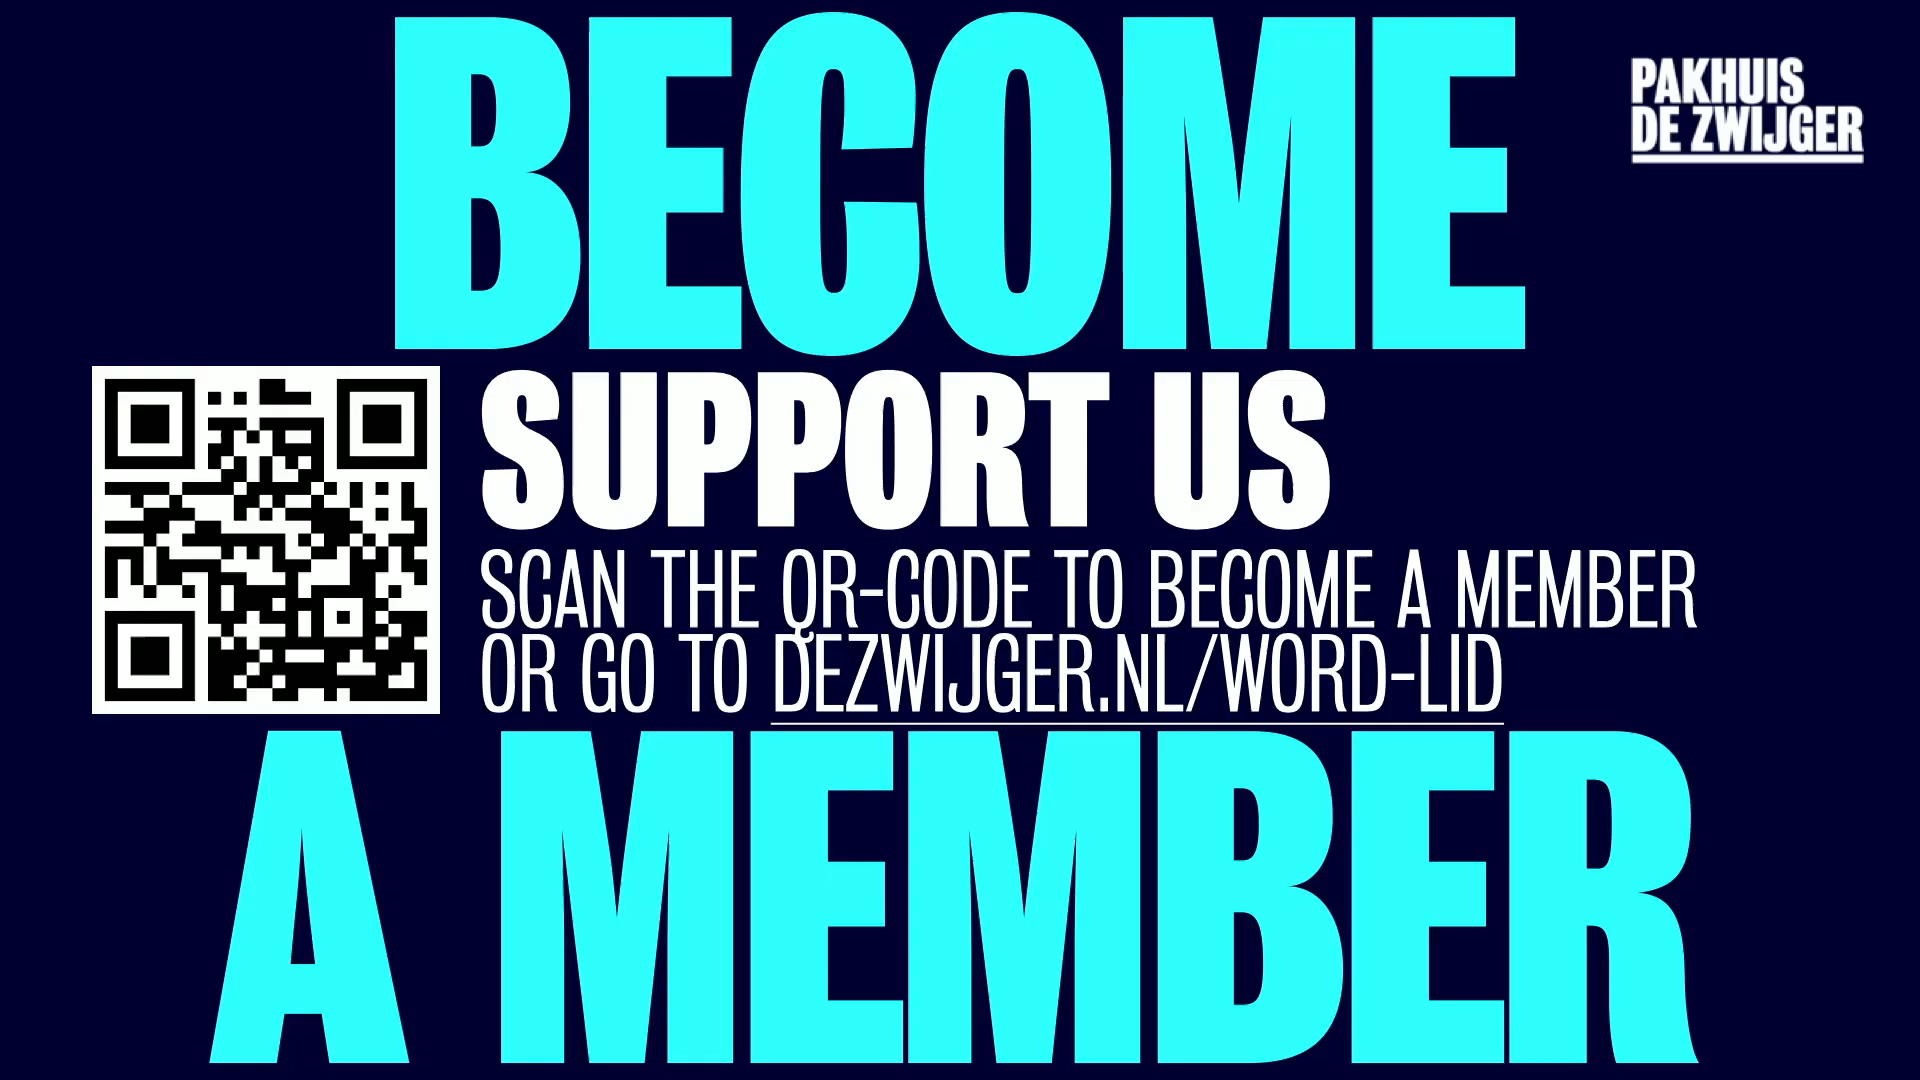 BECOME
PAKHUIS
DE ZWIJGER
SUPPORT US
SCAN THE QR-CODE TO BECOME A MEMBER
OR GO TO DEZWIJGER.NL/WORD-LID
A MEMBER